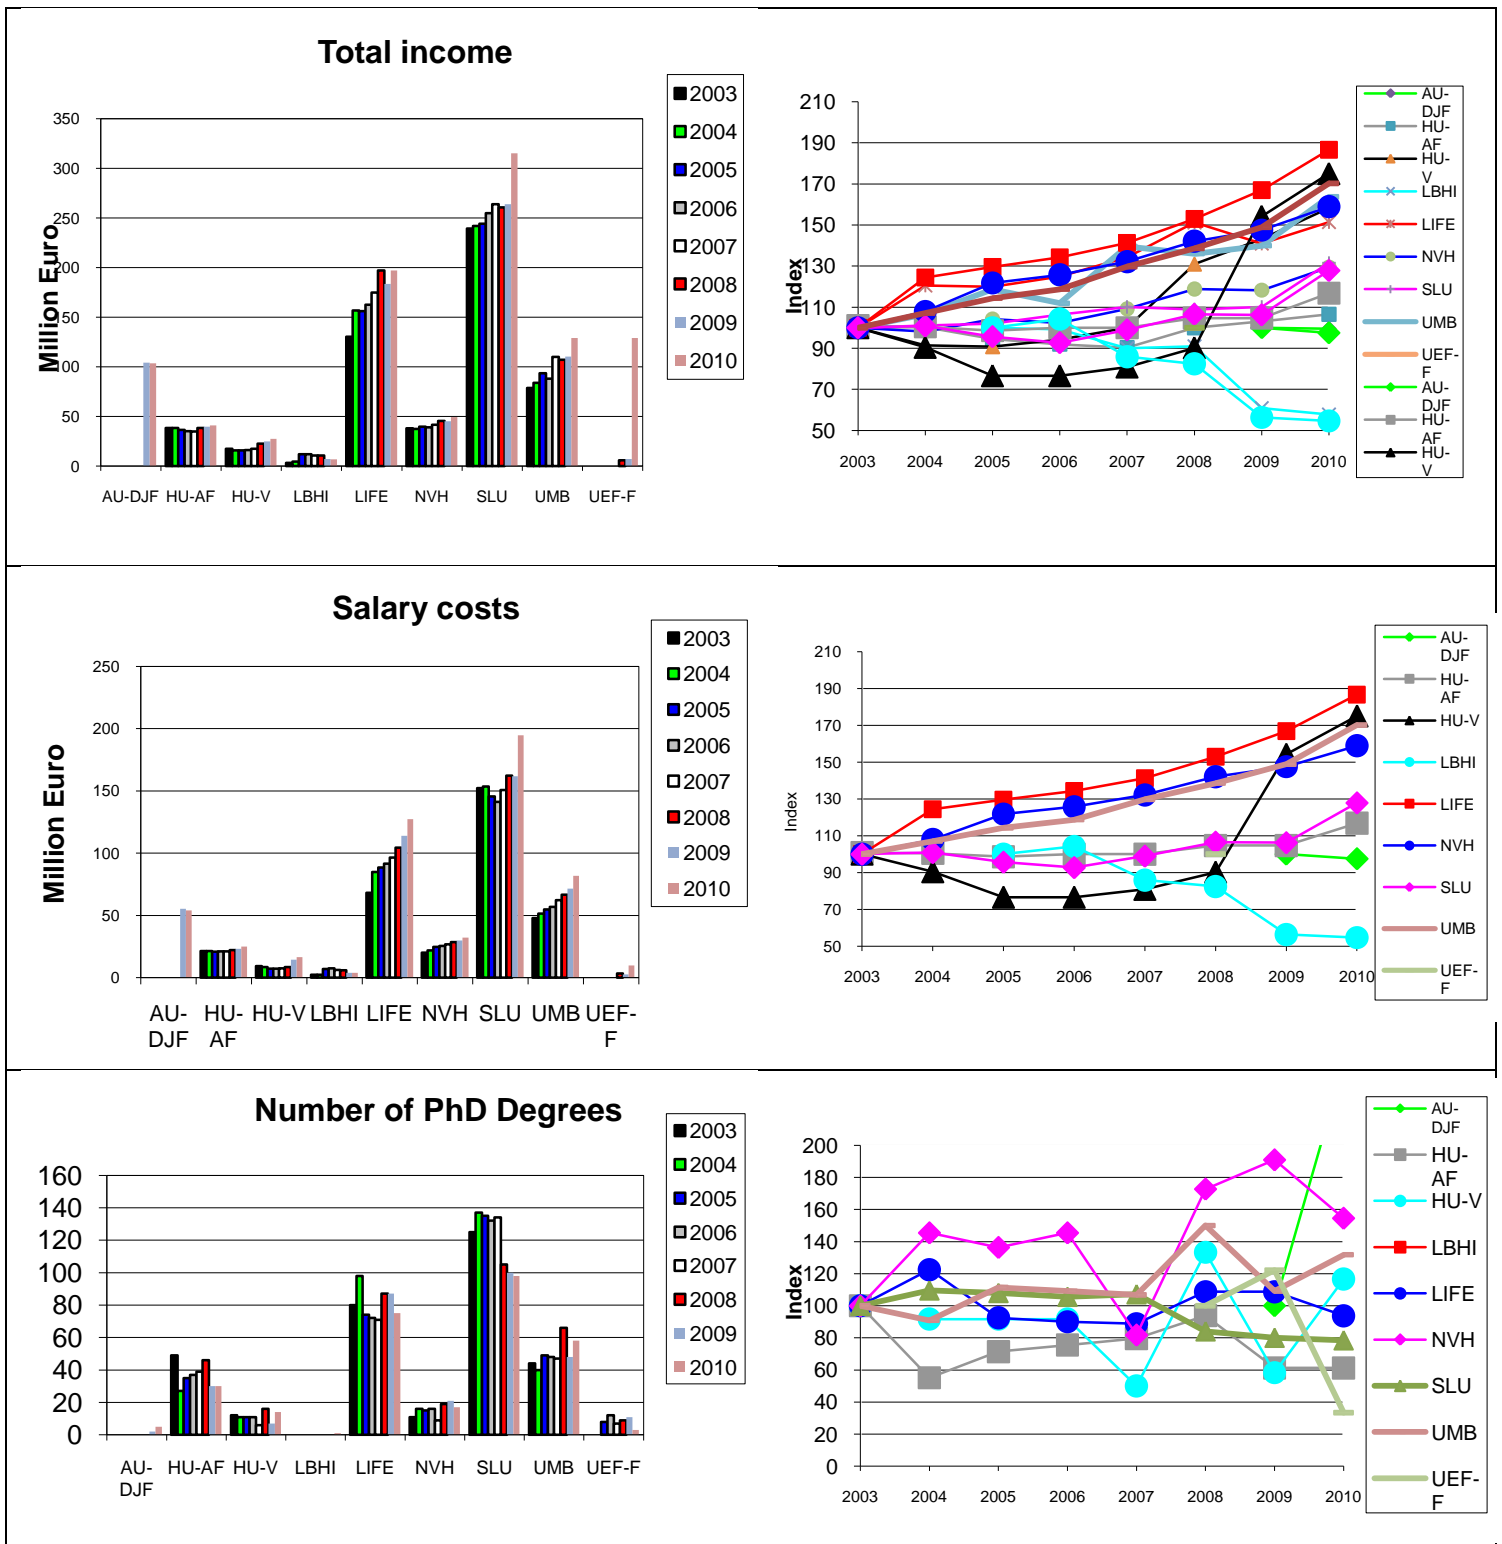 Total income
Million Euro
350
300
250
200
150
100
50
0
AU-DJF HU-AF HU-V LBHI LIFE NVH SLU UMB UEF-F
2003
2004
2005
2006
2007
2008
2009
2010
Index
210
190
170
150
130
110
90
70
50
2003 2004 2005 2006 2007 2008 2009 2010
AU-
DJF
HU-
AF
HU-
V
LBHI
LIFE
NVH
SLU
UMB
UEF-
F
AU-
DJF
HU-
AF
HU-
V
Salary costs
Million Euro
250
200
150
100
50
0
AU- HU- HU-V LBHI LIFE NVH SLU UMB UEF-
DJF AF F
2003
2004
2005
2006
2007
2008
2009
2010
Index
210
190
170
150
130
110
90
70
50
2003 2004 2005 2006 2007 2008 2009 2010
AU-
DJF
HU-
AF
HU-V
LBHI
LIFE
NVH
SLU
UMB
UEF-
F
Number of PhD Degrees
160
140
120
100
80
60
40
20
0
AU- HU-AF HU-V LBHI LIFE NVH SLU UMB UEF-F
DJF
2003
2004
2005
2006
2007
2008
2009
2010
Index
200
180
160
140
120
100
80
60
40
20
0
2003 2004 2005 2006 2007 2008 2009 2010
AU-
DJF
HU-
AF
HU-V
LBHI
LIFE
NVH
SLU
UMB
UEF-
F